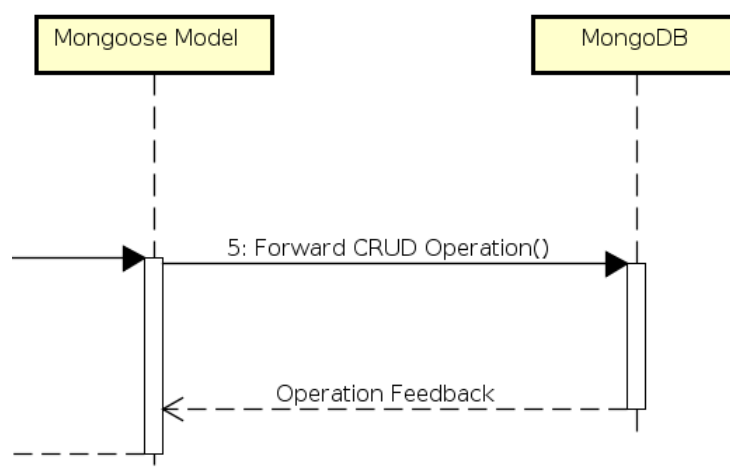 Mongoose Model
MongoDB
5: Forward CRUD Operation()
Operation Feedback